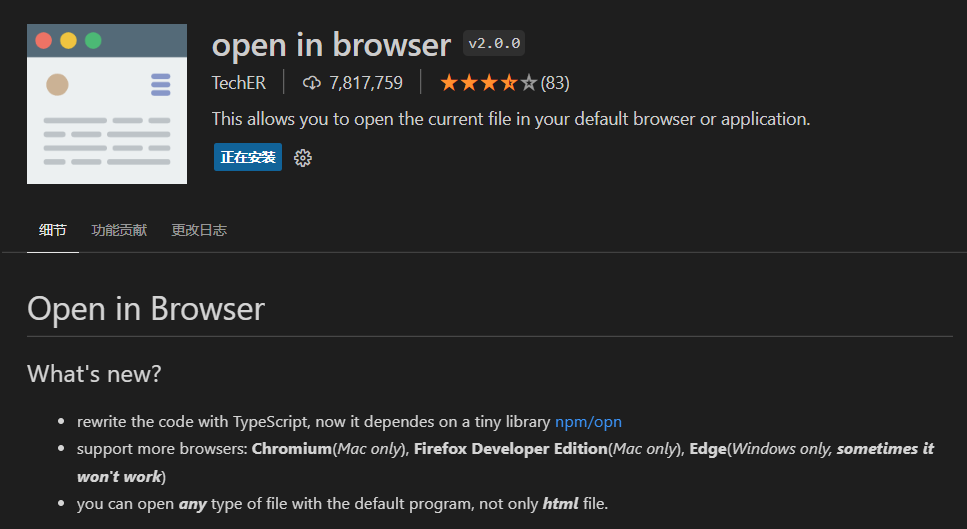 open in browser v2.0.0
TechER 7,817,759 (83)
This allows you to open the current file in your default browser or application.
正在安装
细节 功能贡献 更改日志
Open in Browser
What's new?
rewrite the code with TypeScript, now it dependes on a tiny library npm/opn
support more browsers: Chromium(Mac only), Firefox Developer Edition(Mac only), Edge(Windows only, sometimes it
won't work)
you can open any type of file with the default program, not only html file.